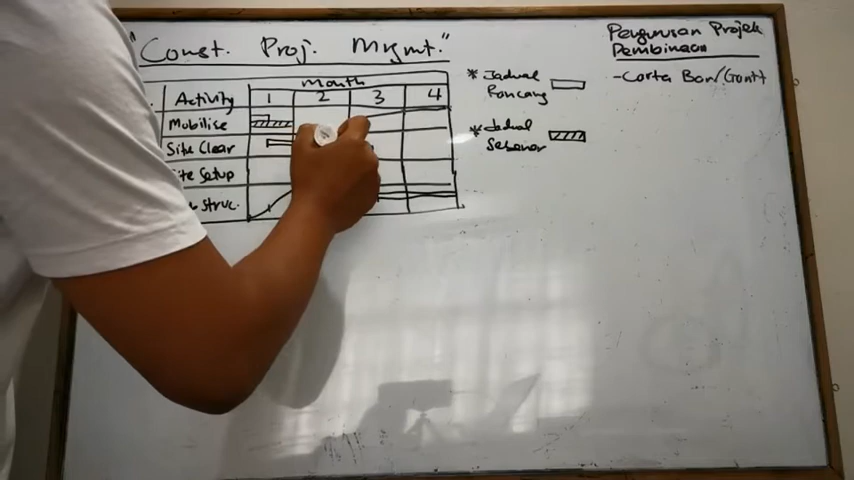 "Const. Proj. Mgmt."
Month
Activity 1 2 3 4
Mobilise
Site Clear
Setup
Struc.
* Jadual
Rancang
* Jadual
Sebenar
Pengurusan Projek
Pembinaan
- Carta Bar/Gantt